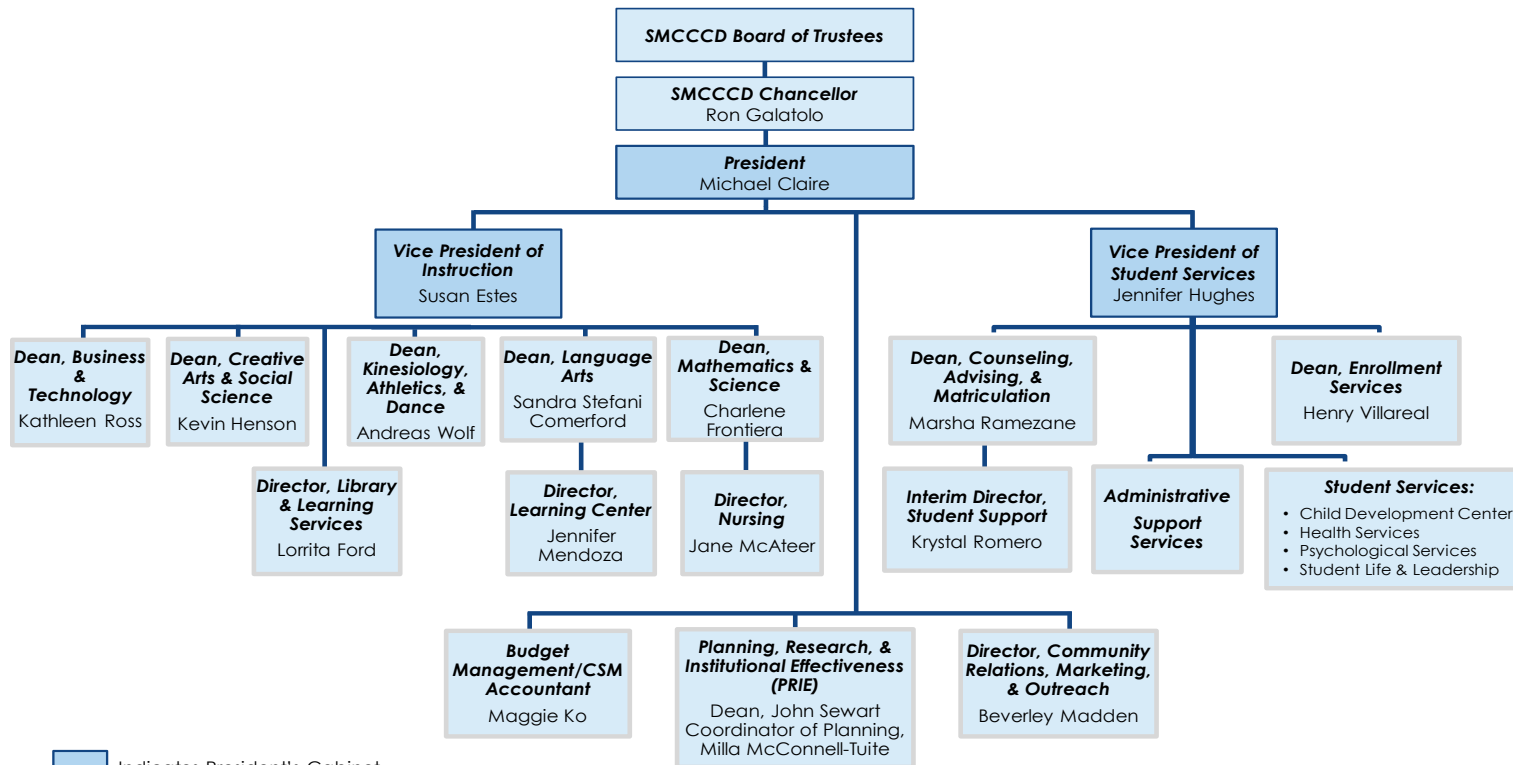 SMCCCD Board of Trustees
SMCCCD Chancellor
Ron Galatolo
President
Michael Claire
Vice President of
Instruction
Susan Estes
Vice President of
Student Services
Jennifer Hughes
Dean, Business
&
Technology
Kathleen Ross
Dean, Creative
Arts & Social
Science
Kevin Henson
Dean,
Kinesiology,
Athletics, &
Dance
Andreas Wolf
Dean, Language
Arts
Sandra Stefani
Comerford
Dean,
Mathematics &
Science
Charlene
Frontiera
Dean, Counseling,
Advising, &
Matriculation
Marsha Ramezane
Dean, Enrollment
Services
Henry Villareal
Director, Library
& Learning
Services
Lorrita Ford
Director,
Learning Center
Jennifer
Mendoza
Director,
Nursing
Jane McAteer
Interim Director,
Student Support
Krystal Romero
Administrative
Support
Services
Student Services:
• Child Development Center
• Health Services
• Psychological Services
• Student Life & Leadership
Budget
Management/CSM
Accountant
Maggie Ko
Planning, Research, &
Institutional Effectiveness
(PRIE)
Dean, John Sewart
Coordinator of Planning,
Milla McConnell-Tuite
Director, Community
Relations, Marketing,
& Outreach
Beverley Madden
Indicates President's Cabinet